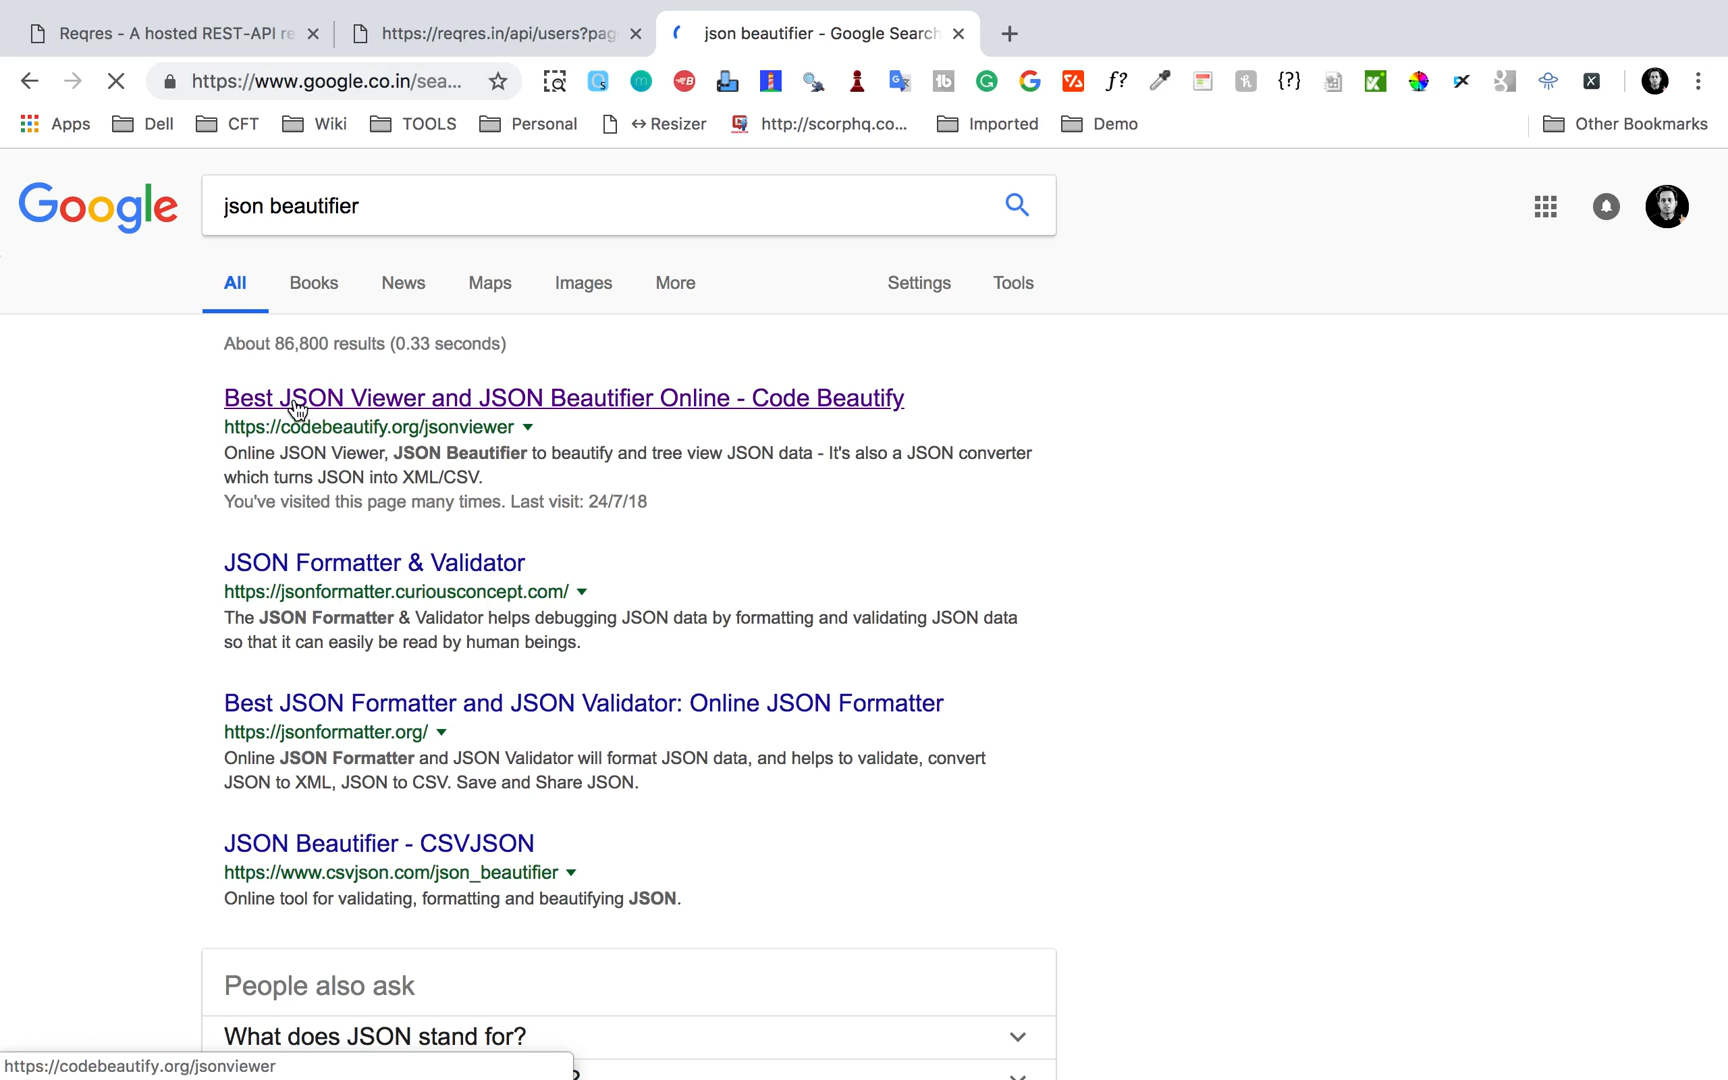 Reqres - A hosted REST-API re
https://reqres.in/api/users?pag
json beautifier - Google Search
https://www.google.co.in/sea...
Apps
Dell
CFT
Wiki
TOOLS
Personal
↔ Resizer
http://scorphq.co...
Imported
Demo
Other Bookmarks
Google
json beautifier
All
Books
News
Maps
Images
More
Settings
Tools
About 86,800 results (0.33 seconds)
Best JSON Viewer and JSON Beautifier Online - Code Beautify
https://codebeautify.org/jsonviewer
Online JSON Viewer, JSON Beautifier to beautify and tree view JSON data - It's also a JSON converter
which turns JSON into XML/CSV.
You've visited this page many times. Last visit: 24/7/18
JSON Formatter & Validator
https://jsonformatter.curiousconcept.com/
The JSON Formatter & Validator helps debugging JSON data by formatting and validating JSON data
so that it can easily be read by human beings.
Best JSON Formatter and JSON Validator: Online JSON Formatter
https://jsonformatter.org/
Online JSON Formatter and JSON Validator will format JSON data, and helps to validate, convert
JSON to XML, JSON to CSV. Save and Share JSON.
JSON Beautifier - CSVJSON
https://www.csvjson.com/json_beautifier
Online tool for validating, formatting and beautifying JSON.
People also ask
What does JSON stand for?
https://codebeautify.org/jsonviewer